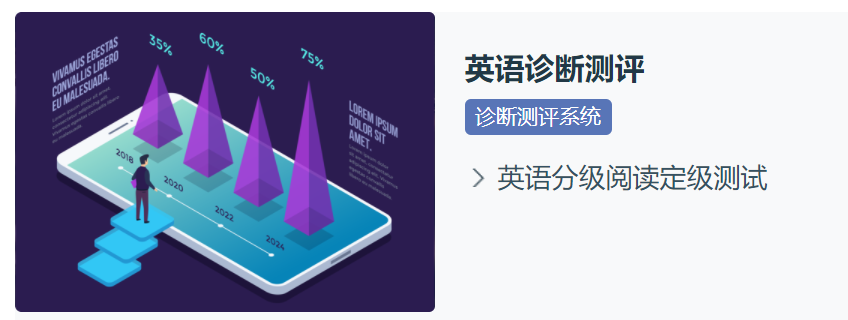 VIVAMUS EGESTAS
CONVALLIS LIBERO
EU MALESUADA.
35%
60%
50%
75%
LOREM IPSUM
DOLOR SIT
AMET.
2018
2020
2022
2024
英语诊断测评
诊断测评系统
英语分级阅读定级测试